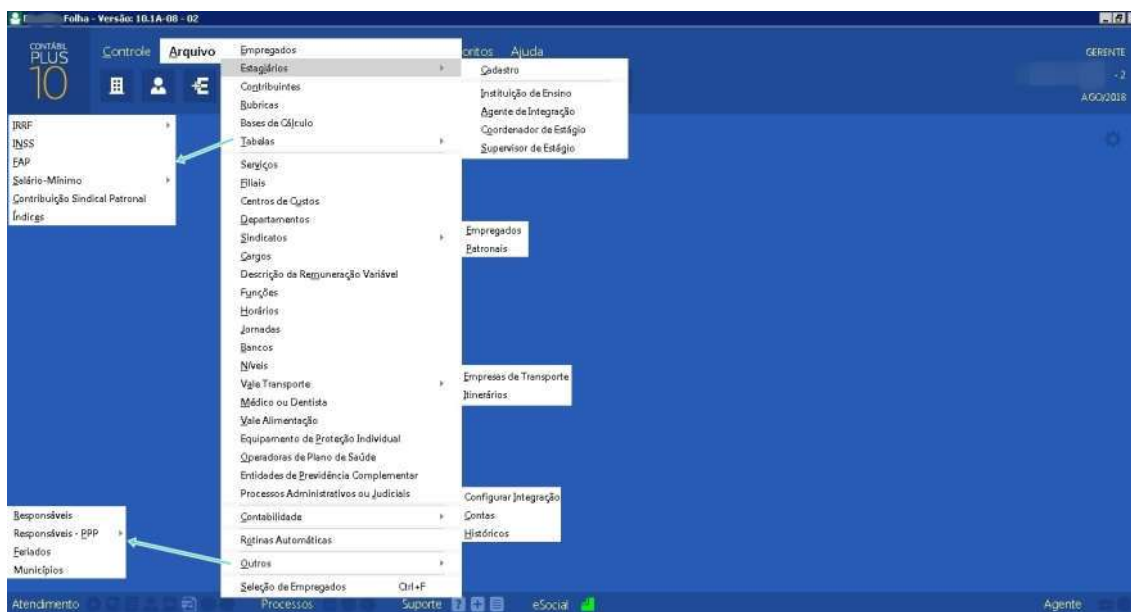 Folha - Versão: 10.1A-08 - 02
CONTÁBIL
PLUS
10
Controle Arquivo Ajuda
GERENTE
- 2
AGO/2018
Empregados
Estagiários
Contribuintes
Rubricas
Bases de Cálculo
Tabelas
Serviços
Filiais
Centros de Custos
Departamentos
Sindicatos
Cargos
Descrição da Remuneração Variável
Funções
Horários
Jornadas
Bancos
Níveis
Vale Transporte
Médico ou Dentista
Vale Alimentação
Equipamento de Proteção Individual
Operadoras de Plano de Saúde
Entidades de Previdência Complementar
Processos Administrativos ou Judiciais
Contabilidade
Rotinas Automáticas
Outros
Seleção de Empregados Ctrl+F
Cadastro
Instituição de Ensino
Agente de Integração
Coordenador de Estágio
Supervisor de Estágio
IRRF
INSS
FAP
Salário-Mínimo
Contribuição Sindical Patronal
Índices
Empregados
Patronais
Empresas de Transporte
Itinerários
Configurar Integração
Contas
Históricos
Responsáveis
Responsáveis - PPP
Feriados
Municípios
Atendimento Processos Suporte eSocial Agente